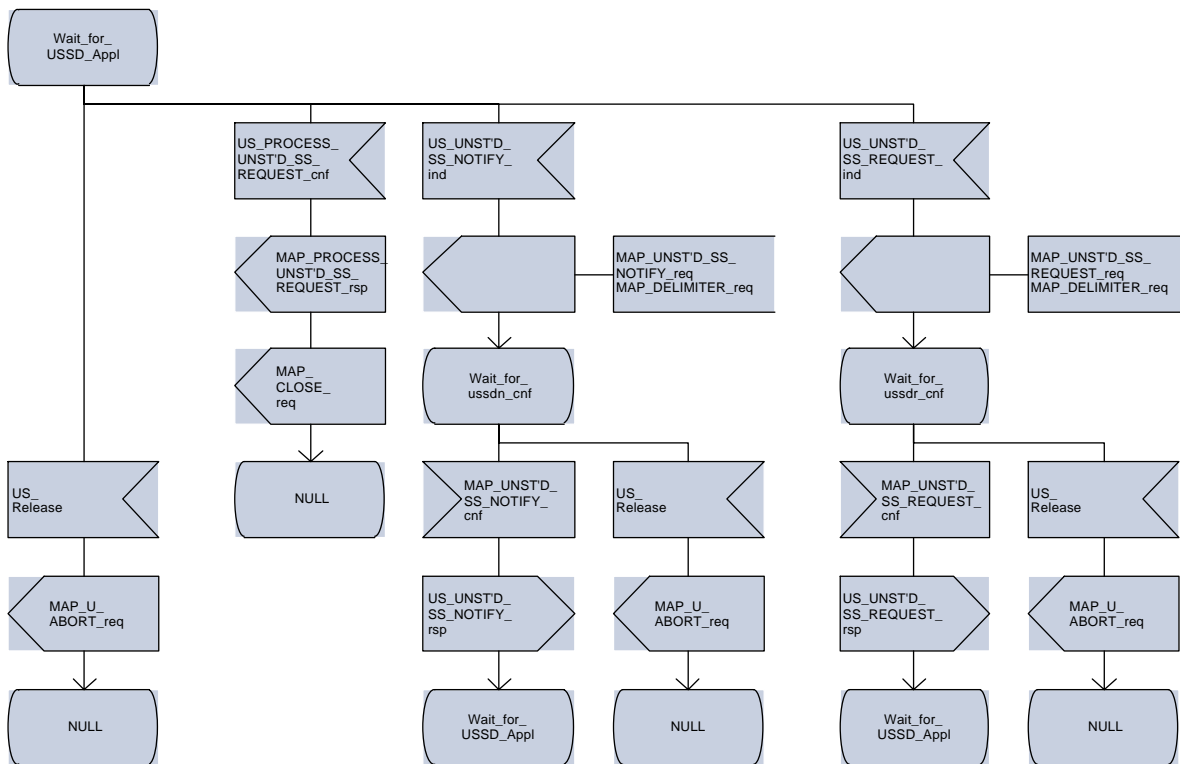 Wait_for_
USSD_Appl
US_PROCESS_
UNST'D_SS_
REQUEST_cnf
US_UNST'D_
SS_NOTIFY_
ind
US_UNST'D_
SS_REQUEST_
ind
MAP_PROCESS_
UNST'D_SS_
REQUEST_rsp
MAP_UNST'D_SS_
NOTIFY_req
MAP_DELIMITER_req
MAP_UNST'D_SS_
REQUEST_req
MAP_DELIMITER_req
MAP_
CLOSE_
req
Wait_for_
ussdn_cnf
Wait_for_
ussdr_cnf
US_
Release
NULL
MAP_UNST'D_
SS_NOTIFY_
cnf
US_
Release
MAP_UNST'D_
SS_REQUEST_
cnf
US_
Release
MAP_U_
ABORT_req
US_UNST'D_
SS_NOTIFY_
rsp
MAP_U_
ABORT_req
US_UNST'D_
SS_REQUEST_
rsp
MAP_U_
ABORT_req
NULL
Wait_for_
USSD_Appl
NULL
Wait_for_
USSD_Appl
NULL